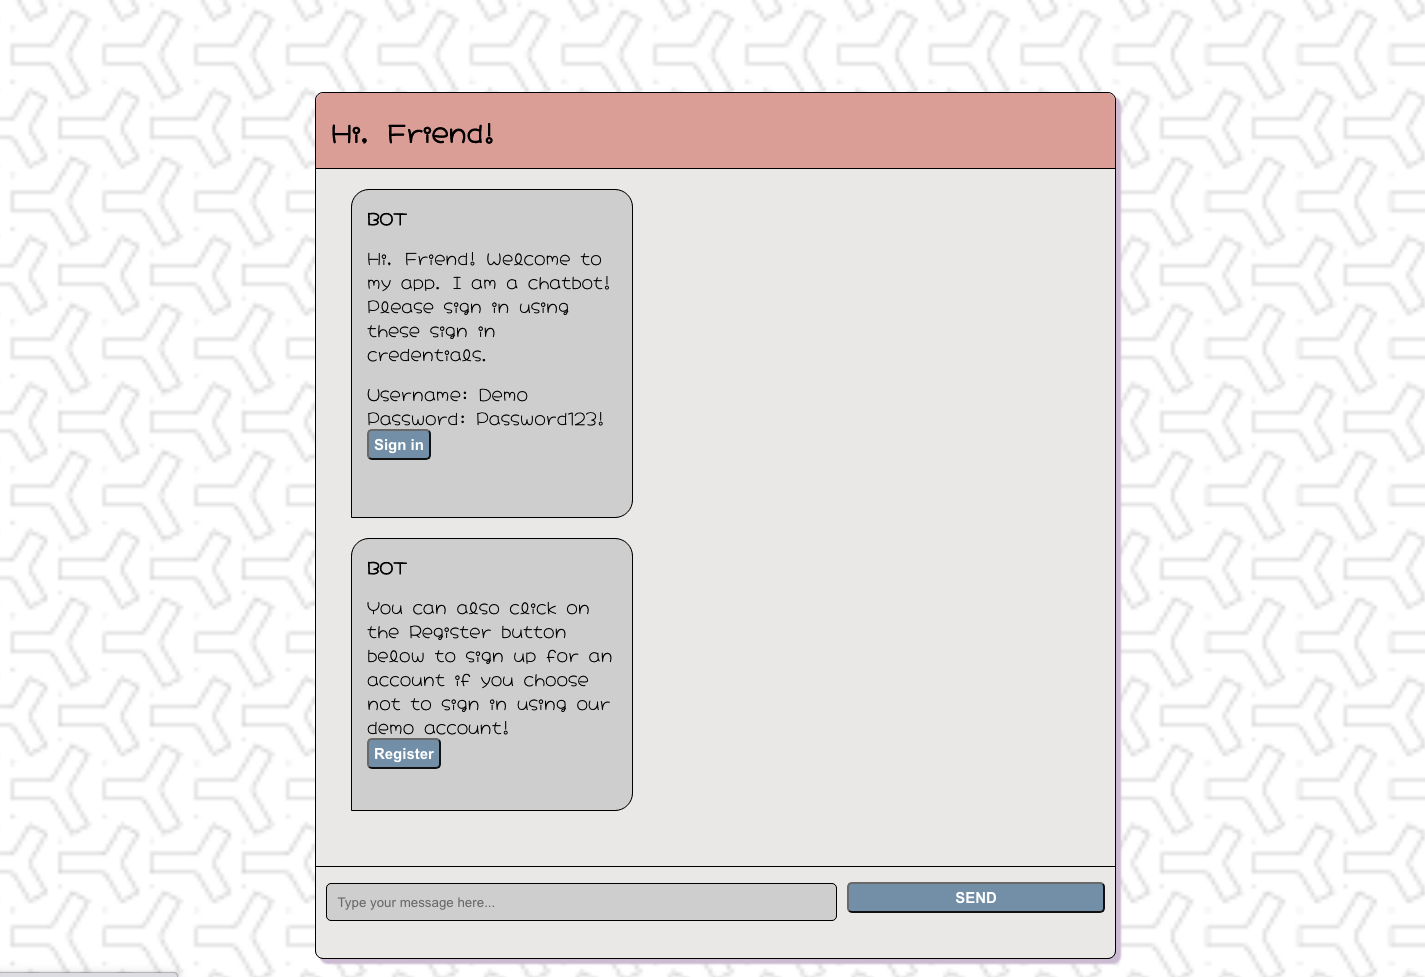 Hi. Friend!
BOT
Hi. Friend! Welcome to
my app. I am a chatbot!
Please sign in using
these sign in
credentials.
Username: Demo
Password: Password123!
Sign in
BOT
You can also click on
the Register button
below to sign up for an
account if you choose
not to sign in using our
demo account!
Register
Type your message here...
SEND